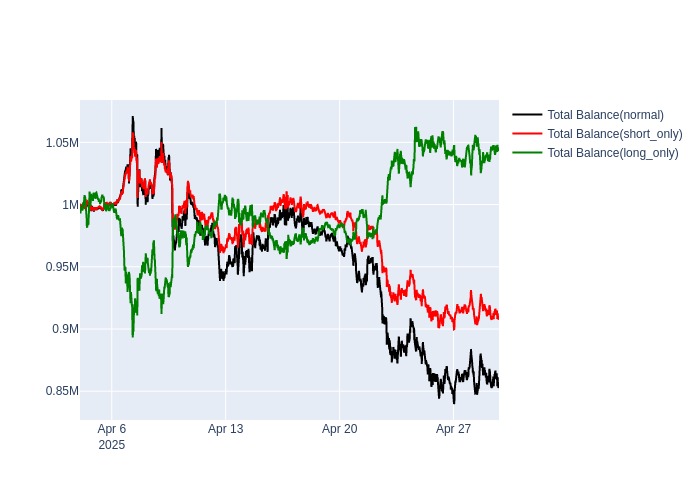 1.05M
1M
0.95M
0.9M
0.85M
Apr 6
2025
Apr 13
Apr 20
Apr 27
Total Balance(normal)
Total Balance(short_only)
Total Balance(long_only)